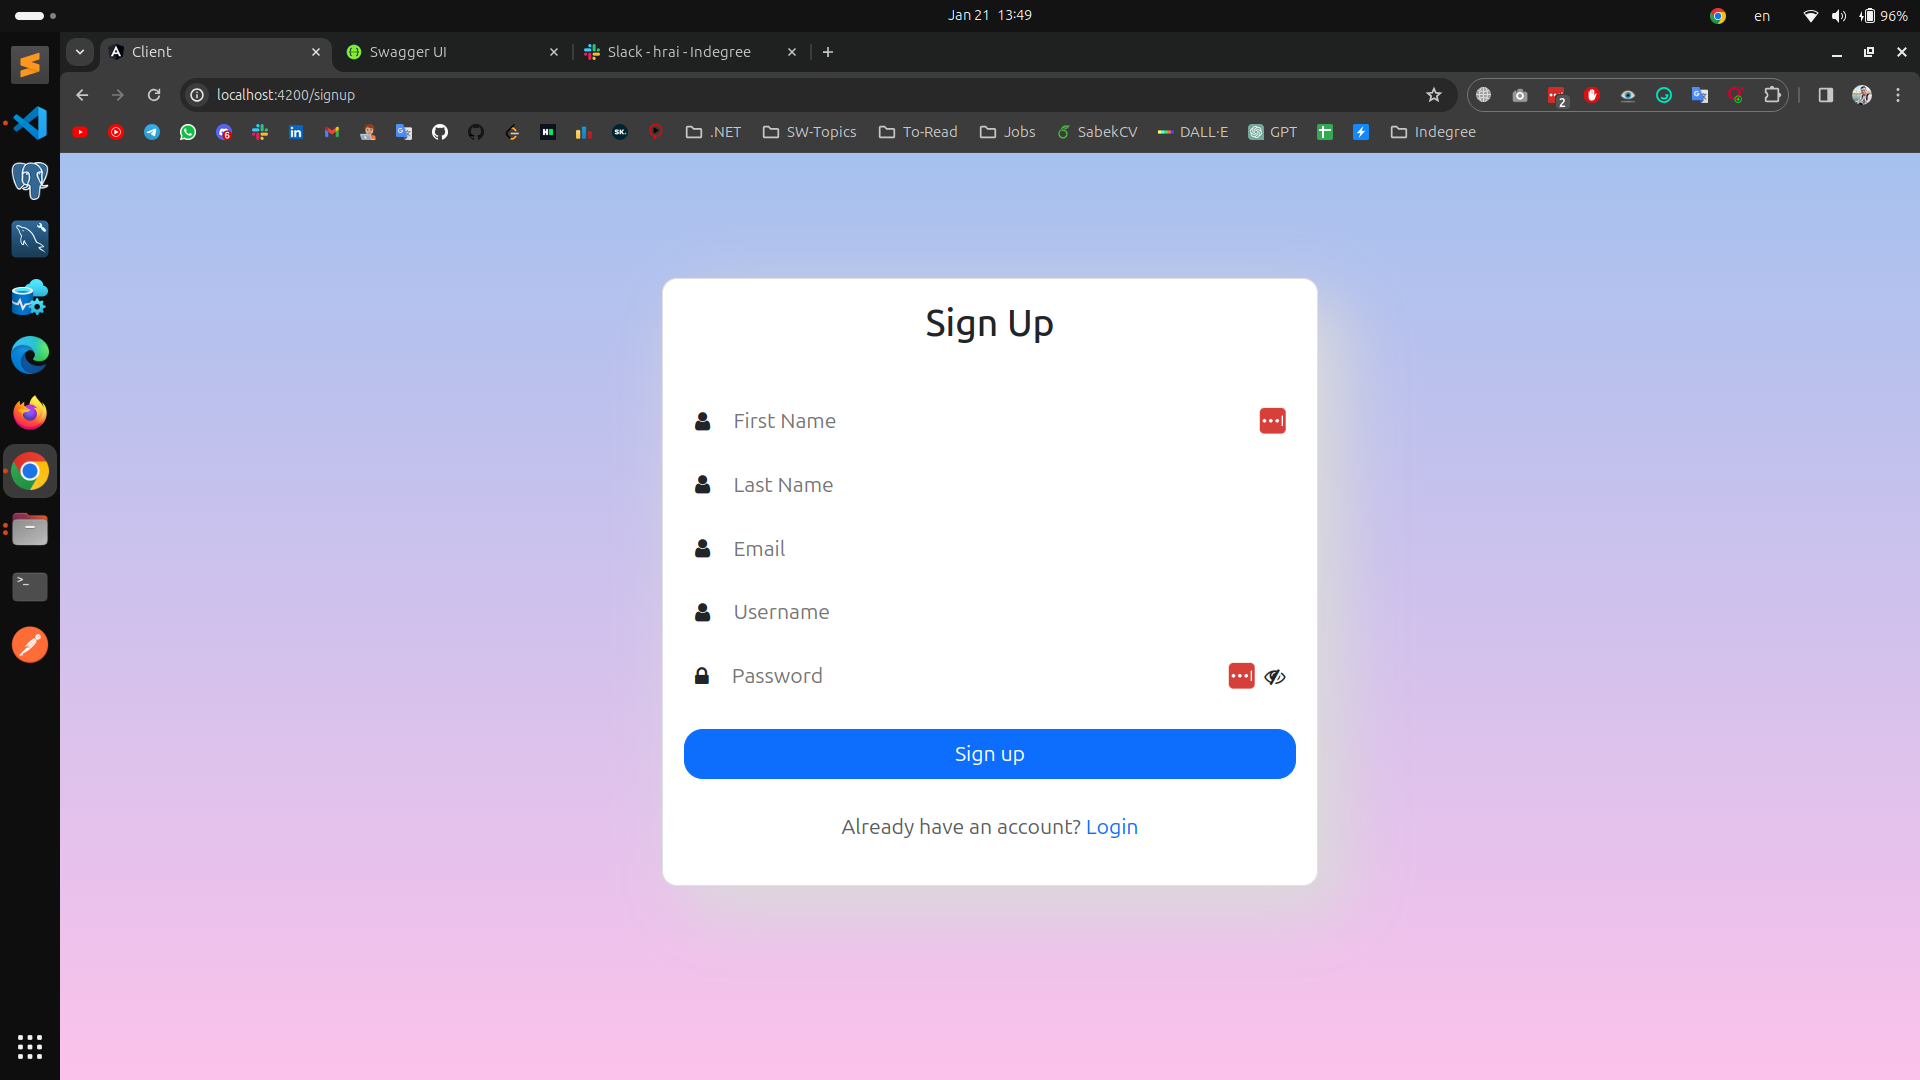 Jan 21 13:49
en
96%
Client
Swagger UI
Slack - hrai - Indegree
localhost:4200/signup
2
6
.NET
SW-Topics
To-Read
Jobs
SabekCV
DALL·E
GPT
Indegree
Sign Up
First Name
Last Name
Email
Username
Password
Sign up
Already have an account? Login